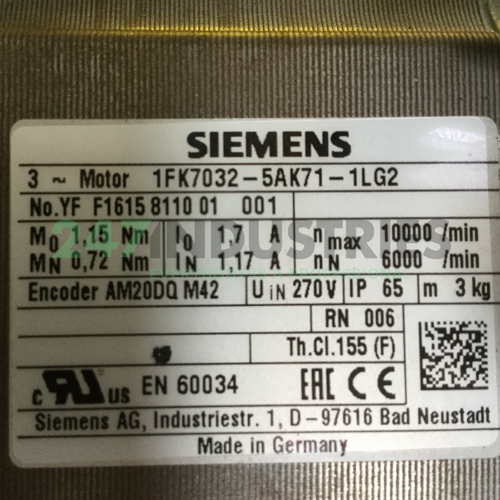 SIEMENS
3 ~ Motor 1FK7032-5AK71-1LG2
No.YF F1615 8110 01 001
M0 1,15 Nm I0 1,7 A n max 10000 /min
MN 0,72 Nm IN 1,17 A nN 6000 /min
Encoder AM20DQ M42 UIN 270V IP 65 m 3 kg
RN 006
Th.Cl.155 (F)
c RU us EN 60034 EAC CE
Siemens AG, Industriestr. 1, D-97616 Bad Neustadt
Made in Germany
247INDUSTRIES